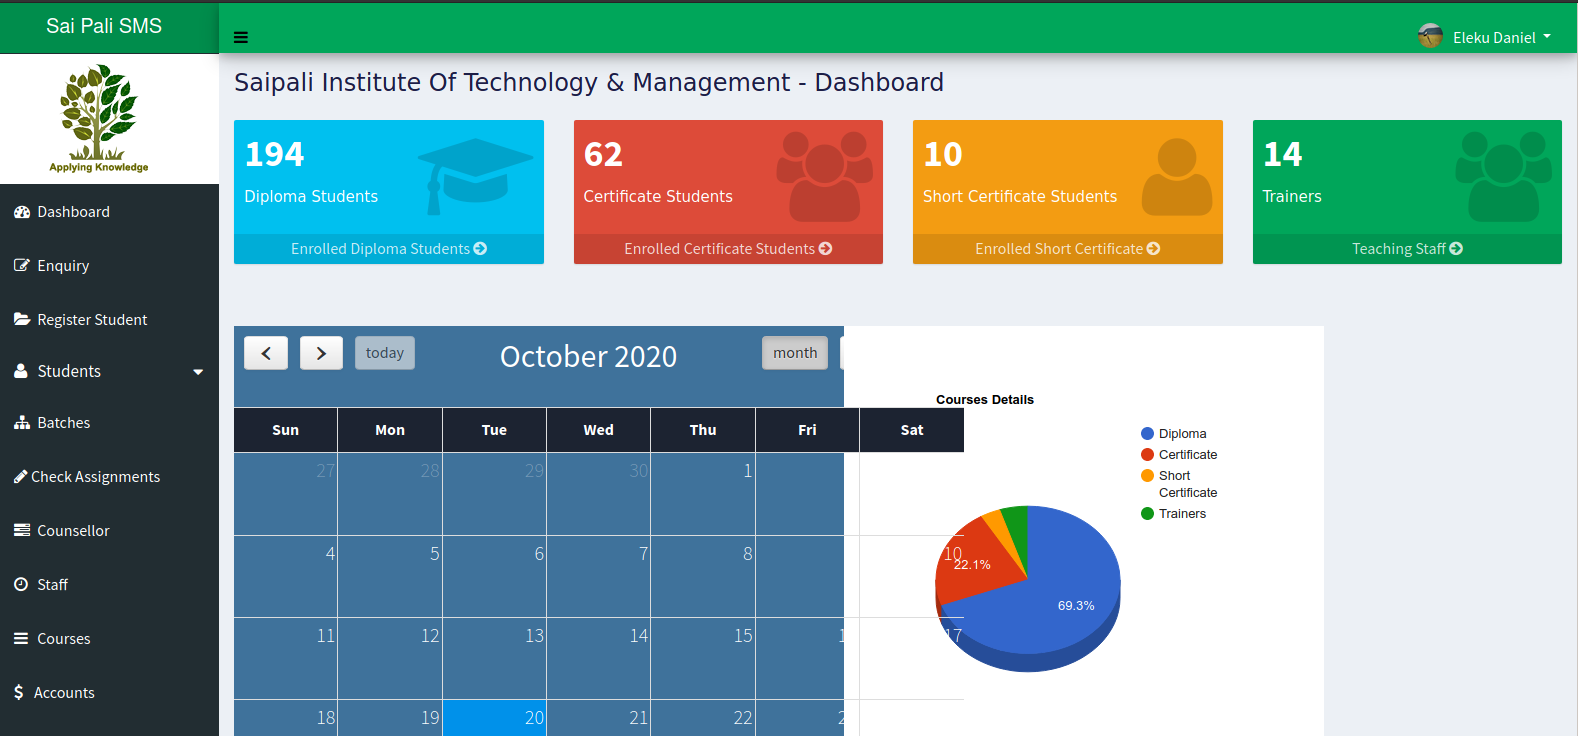 Sai Pali SMS
Eleku Daniel
Applying Knowledge
Dashboard
Enquiry
Register Student
Students
Batches
Check Assignments
Counsellor
Staff
Courses
$ Accounts
Saipali Institute Of Technology & Management - Dashboard
194
Diploma Students
Enrolled Diploma Students
62
Certificate Students
Enrolled Certificate Students
10
Short Certificate Students
Enrolled Short Certificate
14
Trainers
Teaching Staff
today
October 2020
month
Sun Mon Tue Wed Thu Fri Sat
27 28 29 30 1
4 5 6 7 8 10
11 12 13 14 15 17
18 19 20 21 22
Courses Details
Diploma
Certificate
Short
Certificate
Trainers
22.1%
69.3%